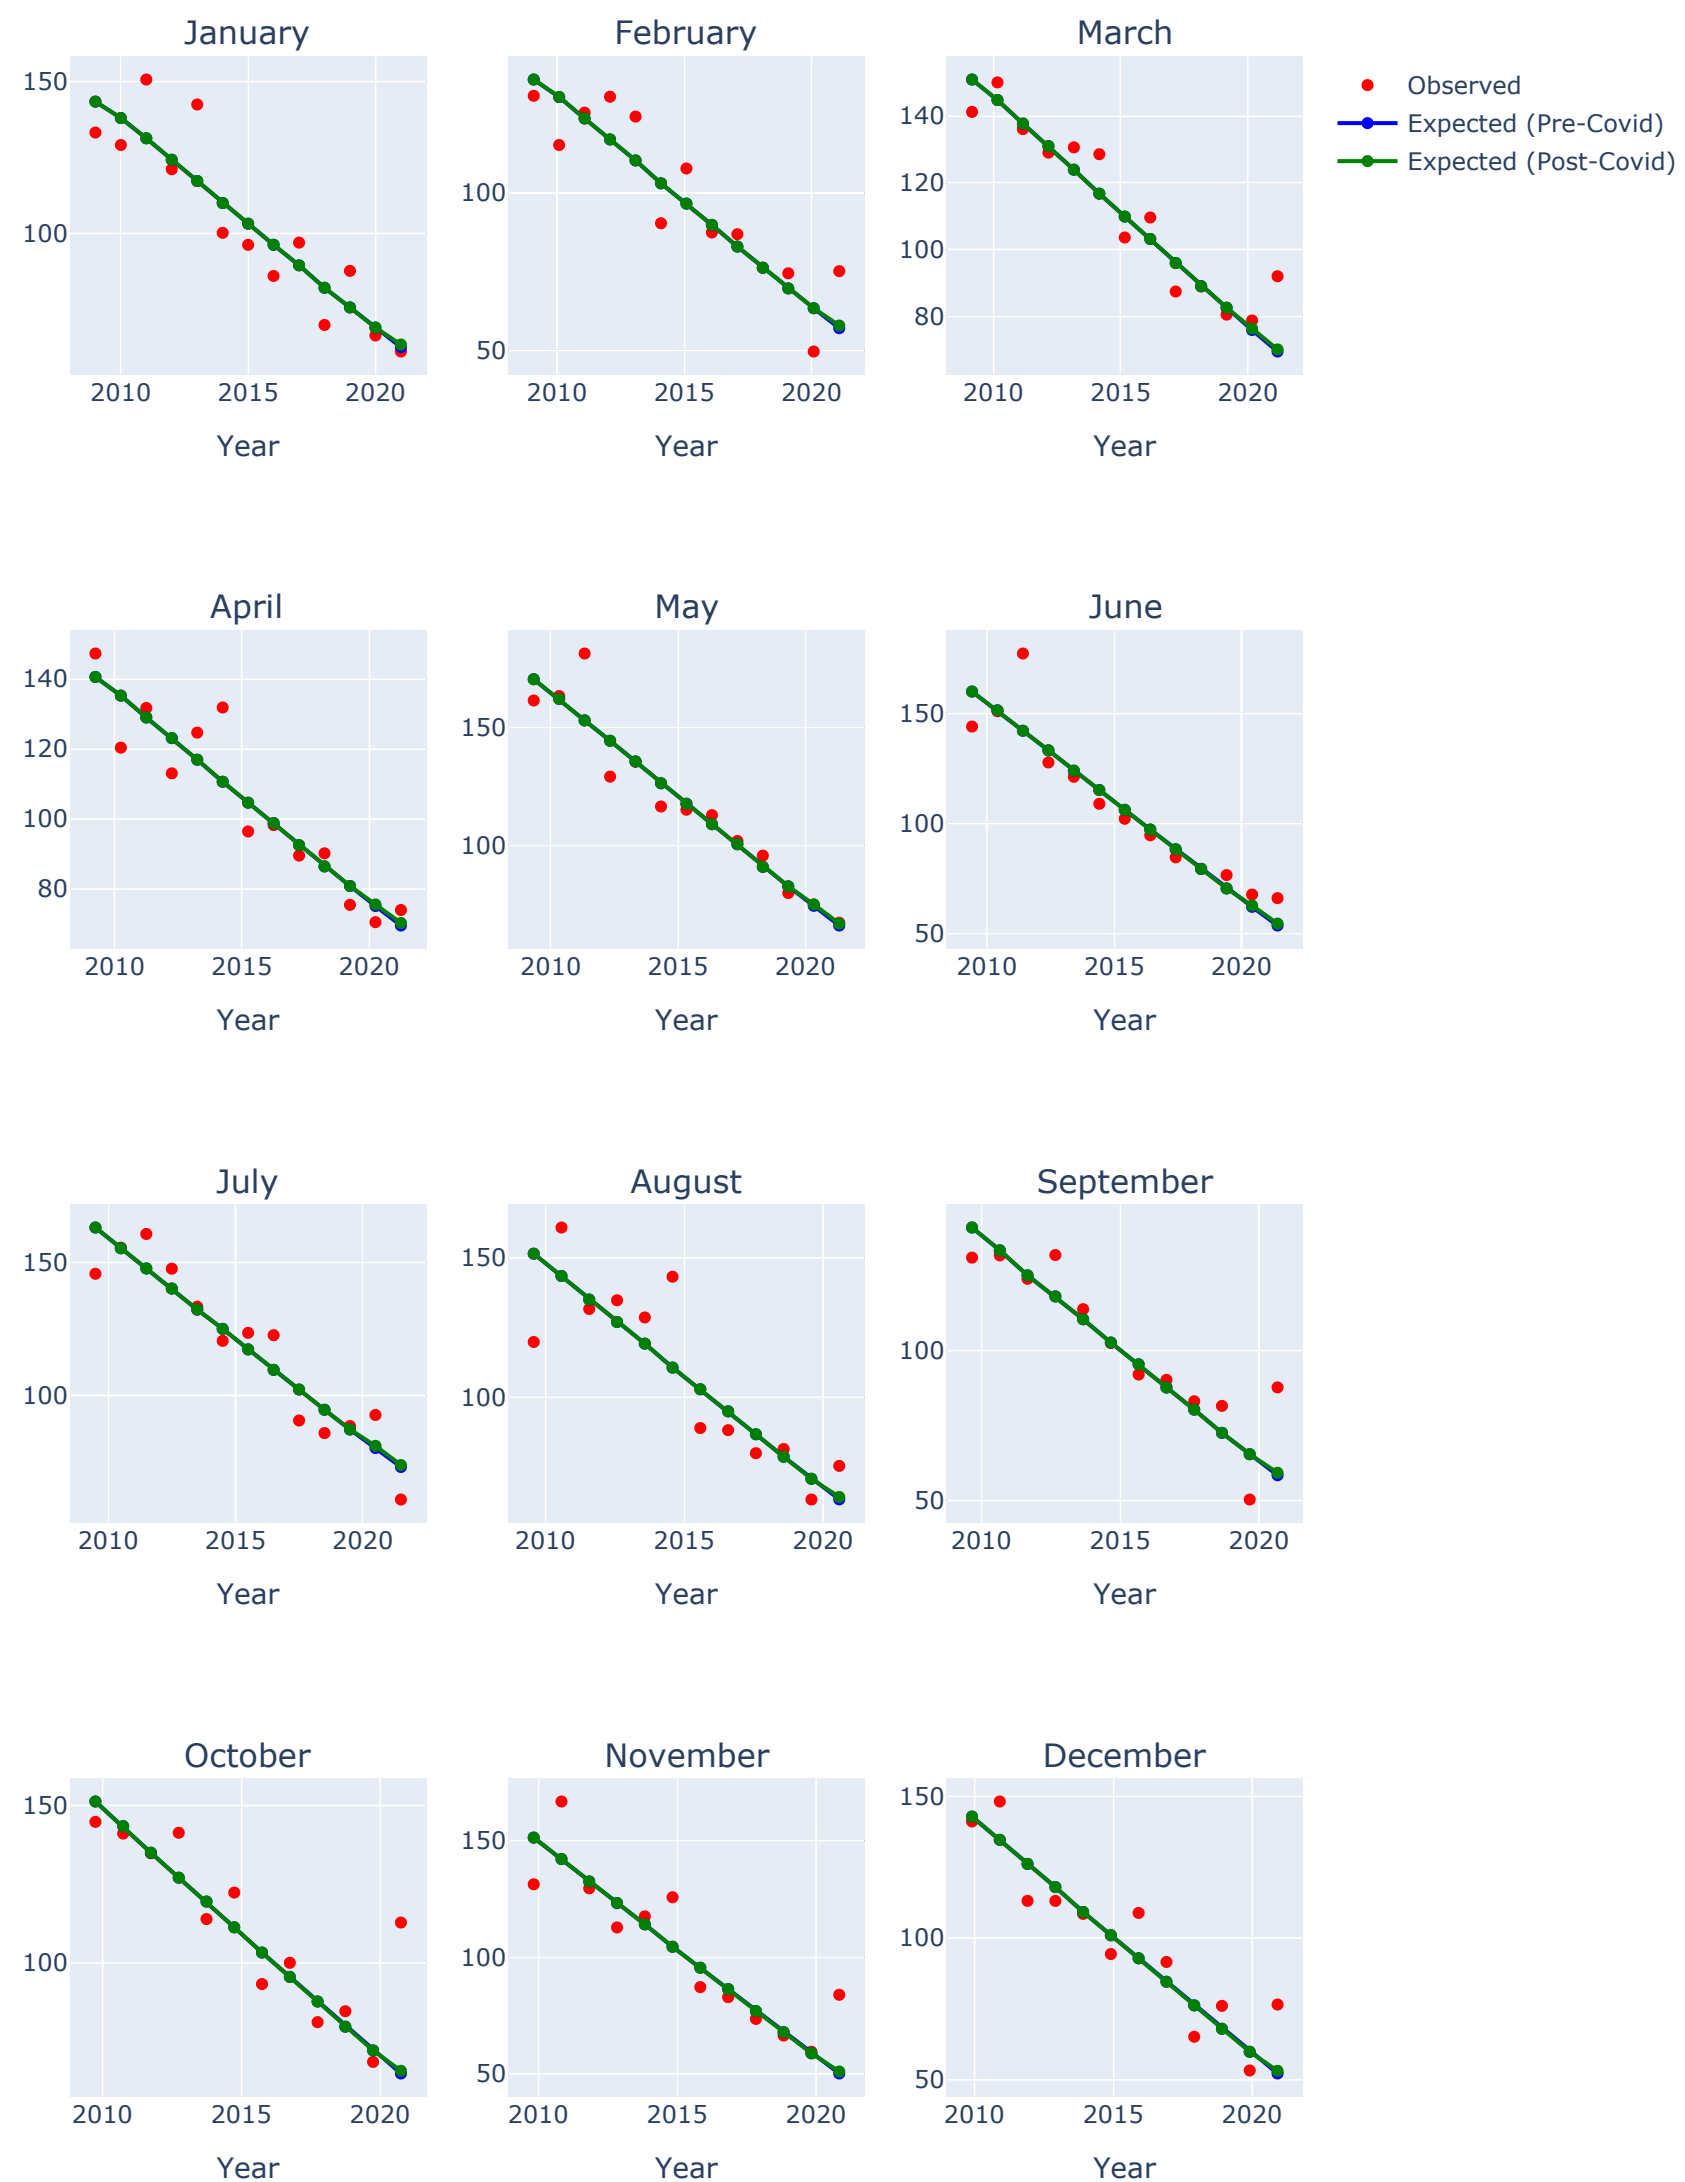 January
February
March
150
100
2010
2015
2020
Year
100
50
2010
2015
2020
Year
140
120
100
80
2010
2015
2020
Year
Observed
Expected (Pre-Covid)
Expected (Post-Covid)
April
May
June
140
120
100
80
2010
2015
2020
Year
150
100
2010
2015
2020
Year
150
100
50
2010
2015
2020
Year
July
August
September
150
100
2010
2015
2020
Year
150
100
2010
2015
2020
Year
100
50
2010
2015
2020
Year
October
November
December
150
100
2010
2015
2020
Year
150
100
50
2010
2015
2020
Year
150
100
50
2010
2015
2020
Year